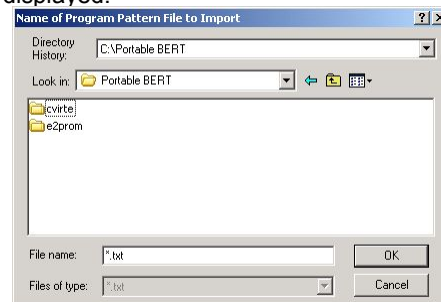 displayed.
Name of Program Pattern File to Import
Directory History: C:\Portable BERT
Look in: Portable BERT
cvirte
e2prom
File name: *.txt OK
Files of type: *.txt Cancel